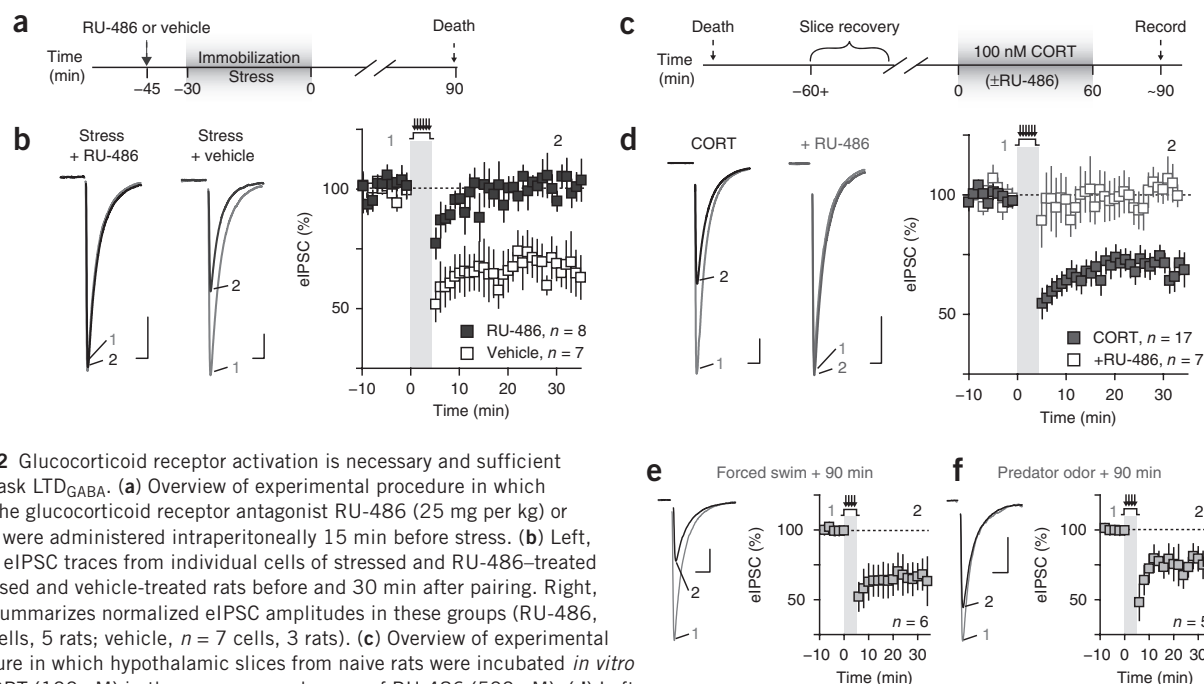 a
RU-486 or vehicle
Death
Time
(min)
Immobilization
Stress
−45
−30
0
90
b
Stress
+ RU-486
Stress
+ vehicle
2
1
1
2
1
2
eIPSC (%)
100
50
RU-486, n = 8
Vehicle, n = 7
−10
0
10
20
30
Time (min)
c
Death
Slice recovery
Record
Time
(min)
100 nM CORT
(±RU-486)
−60+
0
60
~90
d
CORT
+ RU-486
2
1
1
2
1
2
eIPSC (%)
100
50
CORT, n = 17
+RU-486, n = 7
−10
0
10
20
30
Time (min)
2 Glucocorticoid receptor activation is necessary and sufficient
ask LTDGABA. (a) Overview of experimental procedure in which
he glucocorticoid receptor antagonist RU-486 (25 mg per kg) or
were administered intraperitoneally 15 min before stress. (b) Left,
eIPSC traces from individual cells of stressed and RU-486–treated
sed and vehicle-treated rats before and 30 min after pairing. Right,
summarizes normalized eIPSC amplitudes in these groups (RU-486,
ells, 5 rats; vehicle, n = 7 cells, 3 rats). (c) Overview of experimental
ure in which hypothalamic slices from naive rats were incubated in vitro
e
Forced swim + 90 min
2
1
1
2
eIPSC (%)
100
50
n = 6
0
10
20
30
Time (min)
f
Predator odor + 90 min
2
1
1
2
eIPSC (%)
100
50
n = 5
0
10
20
30
Time (min)